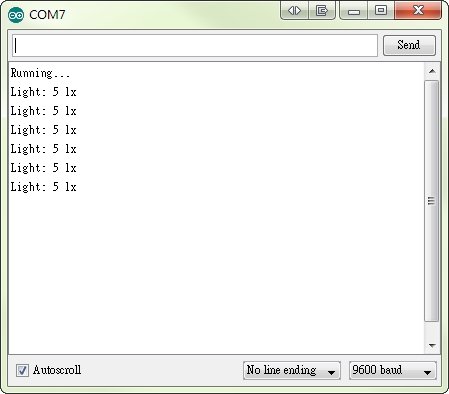 COM7
Send
Running...
Light: 5 lx
Light: 5 lx
Light: 5 lx
Light: 5 lx
Light: 5 lx
Light: 5 lx
Autoscroll
No line ending
9600 baud